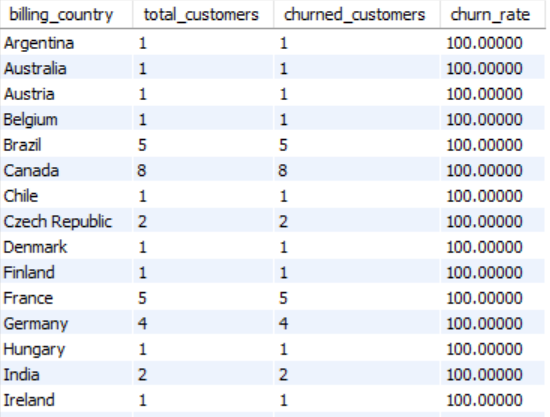 billing_country total_customers churned_customers churn_rate
Argentina 1 1 100.00000
Australia 1 1 100.00000
Austria 1 1 100.00000
Belgium 1 1 100.00000
Brazil 5 5 100.00000
Canada 8 8 100.00000
Chile 1 1 100.00000
Czech Republic 2 2 100.00000
Denmark 1 1 100.00000
Finland 1 1 100.00000
France 5 5 100.00000
Germany 4 4 100.00000
Hungary 1 1 100.00000
India 2 2 100.00000
Ireland 1 1 100.00000